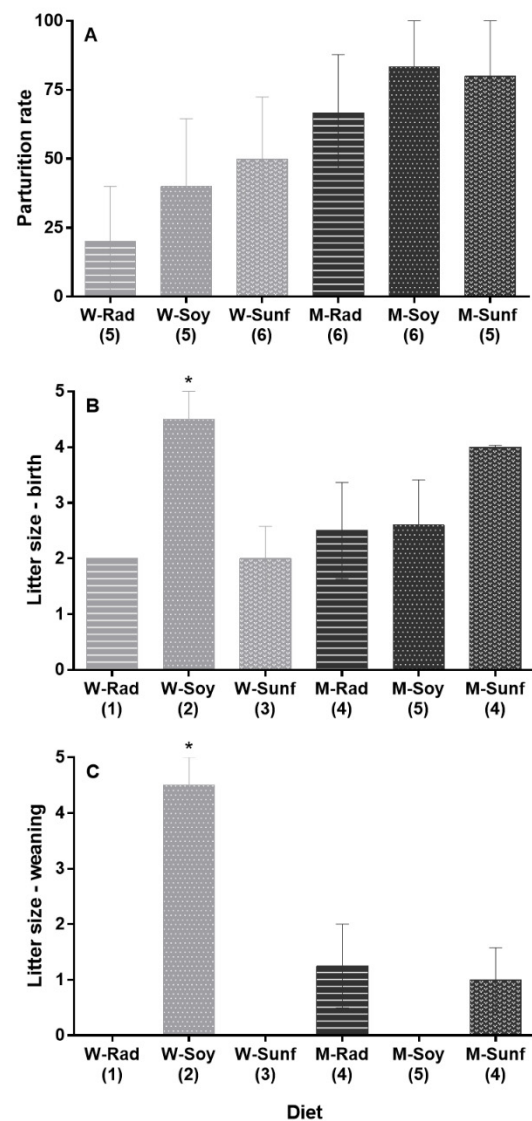 A
Parturition rate
100
75
50
25
0
W-Rad W-Soy W-Sunf M-Rad M-Soy M-Sunf
(5) (5) (6) (6) (6) (5)
B
*
Litter size - birth
5
4
3
2
1
0
W-Rad W-Soy W-Sunf M-Rad M-Soy M-Sunf
(1) (2) (3) (4) (5) (4)
C
*
Litter size - weaning
5
4
3
2
1
0
W-Rad W-Soy W-Sunf M-Rad M-Soy M-Sunf
(1) (2) (3) (4) (5) (4)
Diet